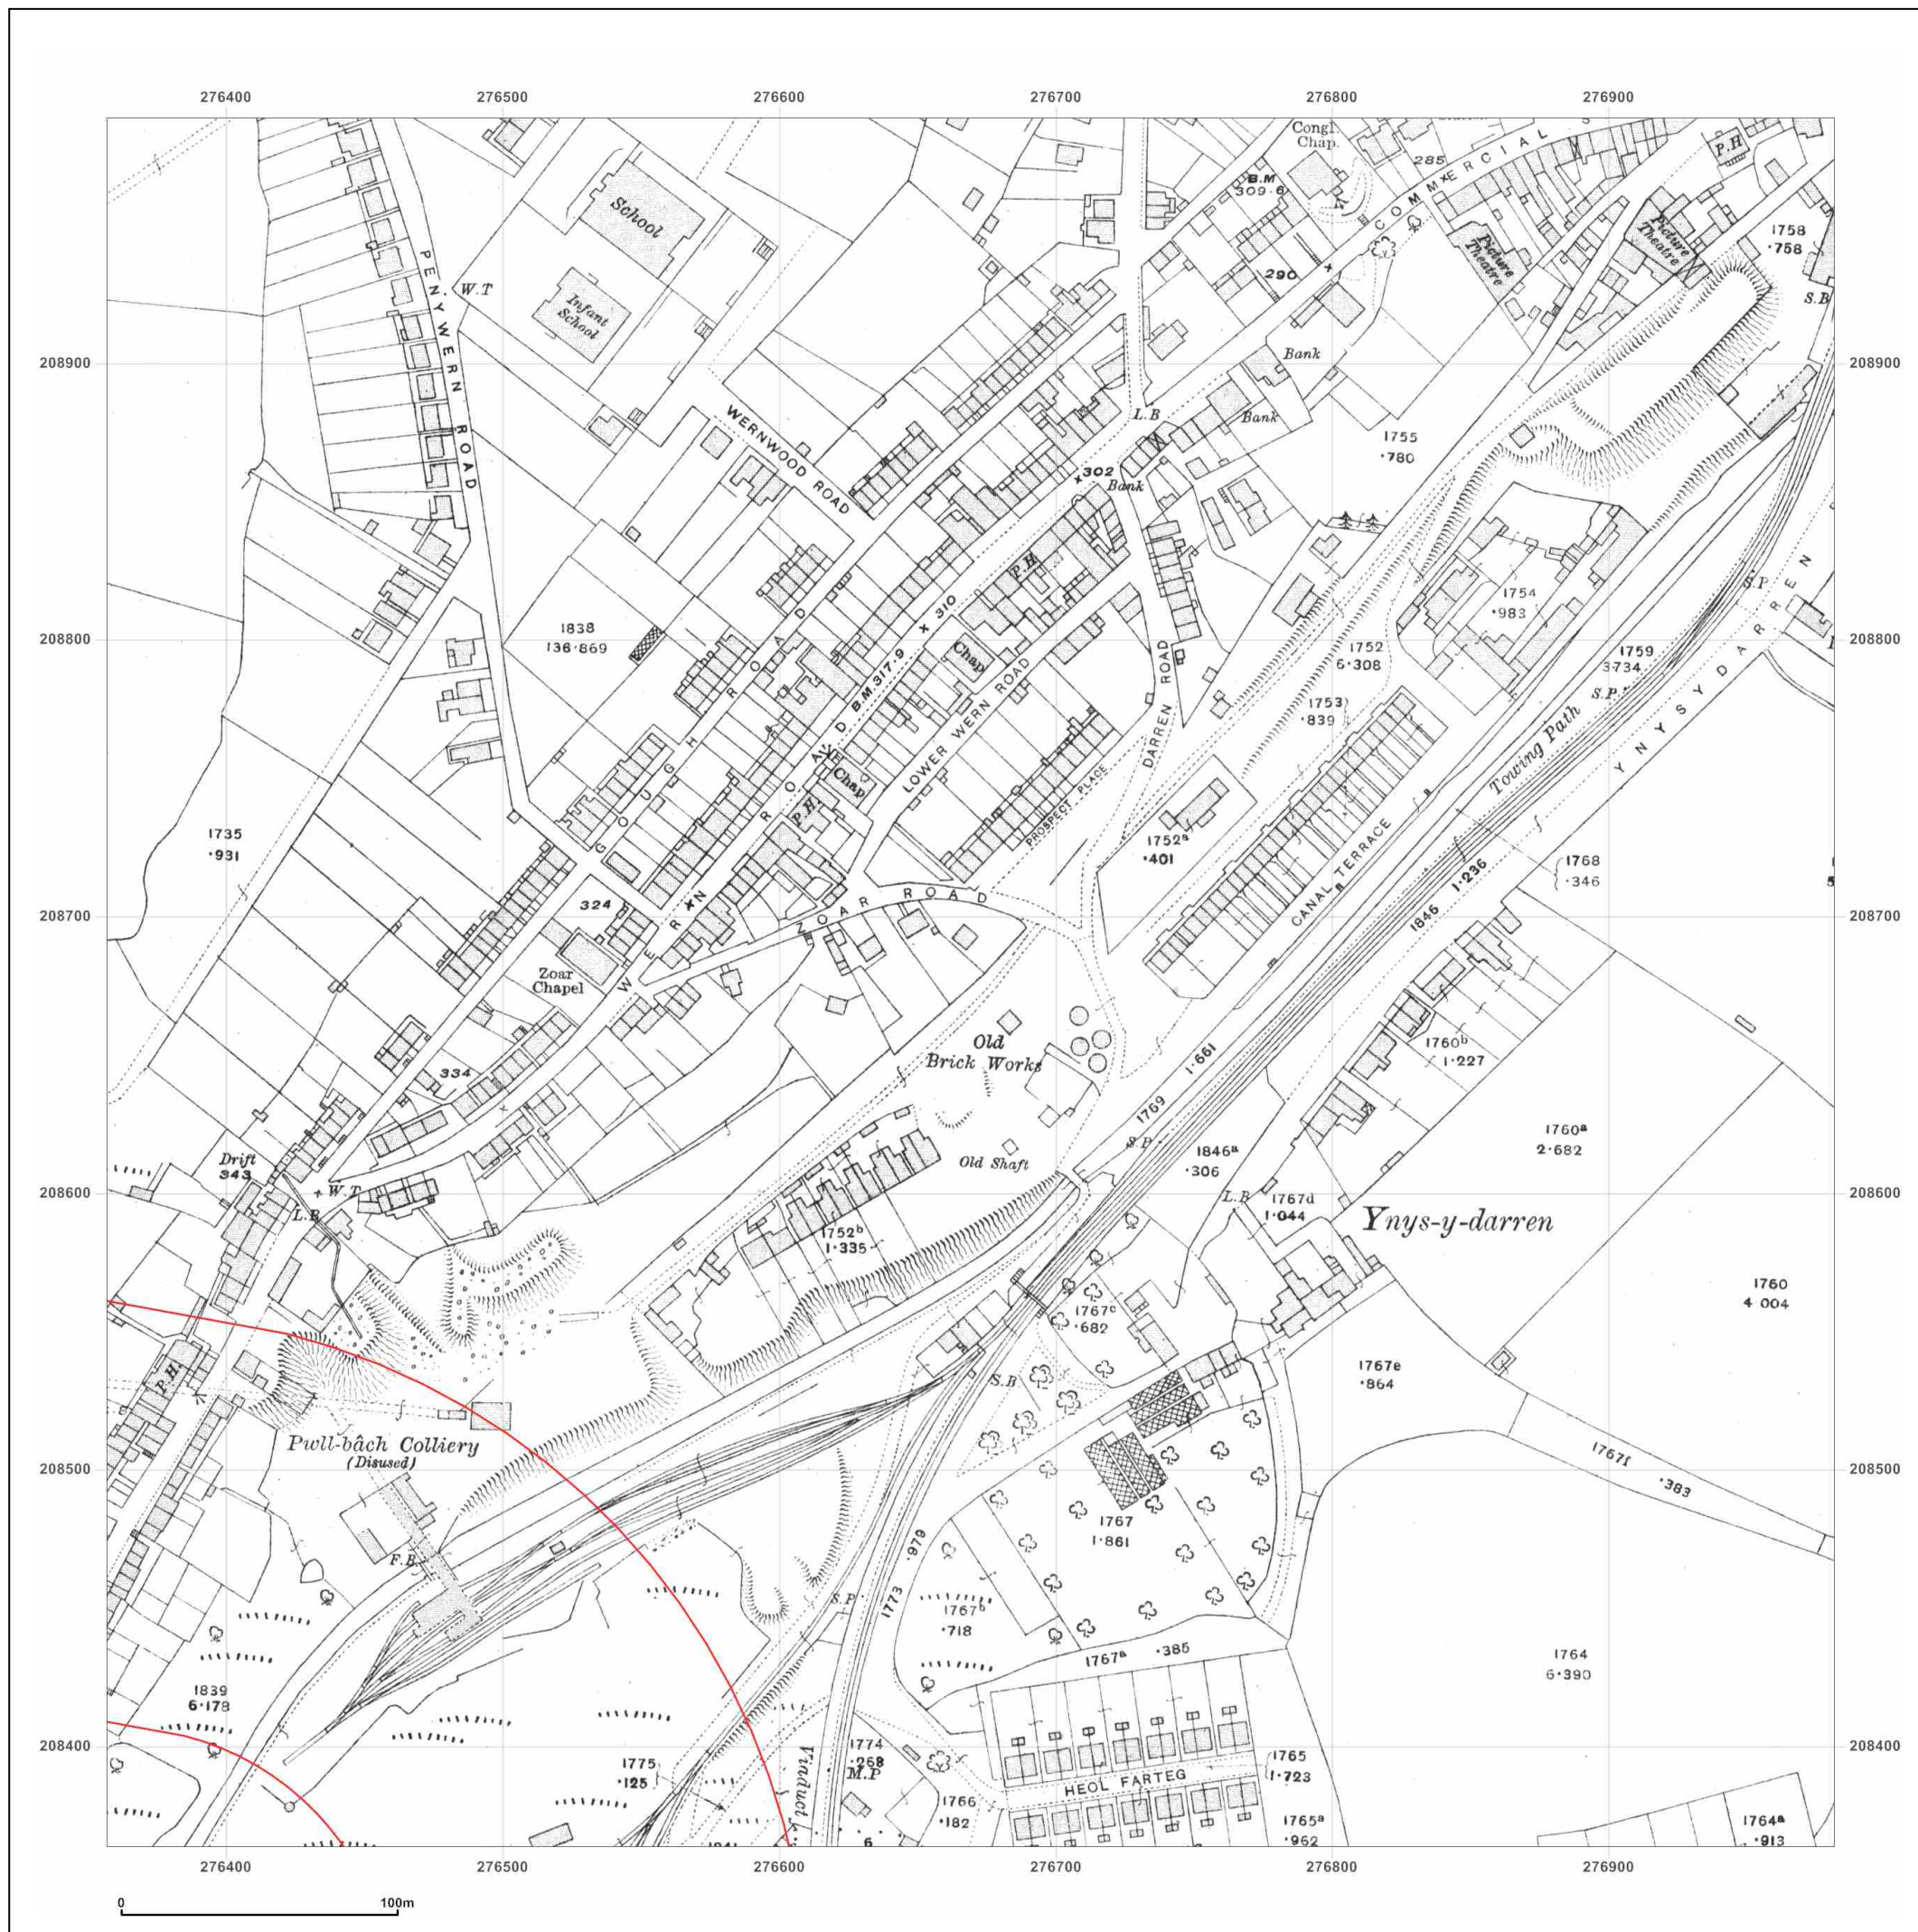 276400 276500 276600 276700 276800 276900
Congl.
Chap.
285
COMMERCIAL
P.H
B.M
309·6
School
Picture
Theatre
Picture
Theatre
1758
·758
S.B
PENYWERN ROAD
W.T
290
Infant
School
208900
Bank
208900
WERNWOOD ROAD
L.B
Bank
1755
·780
302
Bank
P.H.
S.P.
1754
·983
310
208800
1838
136·869
Chap
1752
6·308
1759
3·734
208800
B.M.317·9
S.P.
GOUGH ROAD
LOWER WERN ROAD
DARREN ROAD
1753
·839
YNYSYDARREN
Towing Path
Chap
P.H.
PROSPECT PLACE
1735
·931
1752ª
·401
CANAL TERRACE
1·236
1768
·346
324
ZOAR ROAD
WERN ROAD
208700
1846
208700
Zoar
Chapel
Old
Brick Works
1760ᵇ
1·227
1·661
334
1769
S.P.
1760ª
2·682
Drift
343
Old Shaft
1846ª
·306
W.T.
L.B
208600
L.B
1767d
1·044
208600
Ynys-y-darren
1752ᵇ
1·335
1760
4·004
1767ᶜ
·682
P.H.
S.B
1767e
·864
Pwll-bâch Colliery
(Disused)
208500
1767f
·383
208500
1767
1·861
F.B.
·979
S.P.
1773
1767ᵇ
·718
1767ª ·385
1764
6·390
1839
6·178
208400
Viaduct
1774
·268
M.P
1775
·125
1765
1·723
208400
HEOL FARTEG
1766
·182
1765ª
·962
1764ª
·913
276400 276500 276600 276700 276800 276900
0 100m